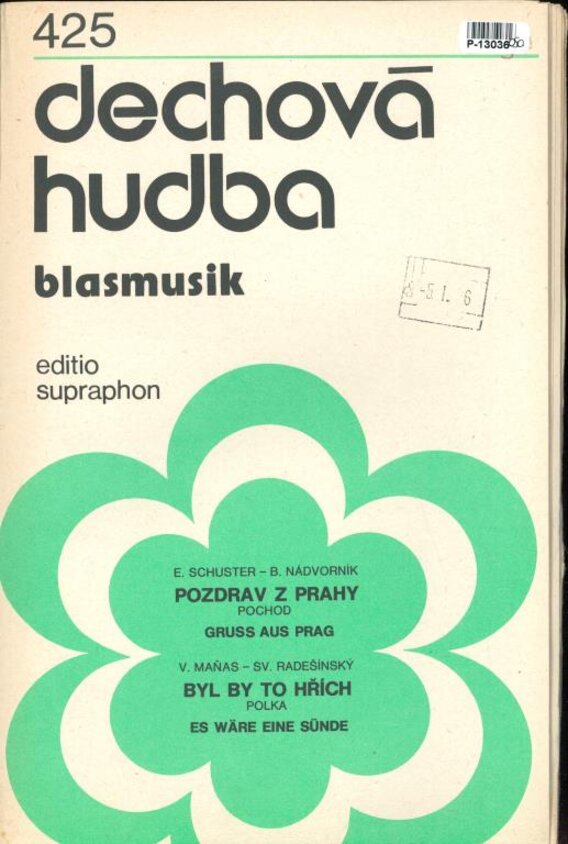 425
dechová
hudba
blasmusik
editio
supraphon
E. SCHUSTER – B. NÁDVORNÍK
POZDRAV Z PRAHY
POCHOD
GRUSS AUS PRAG
V. MAŇAS – SV. RADEŠÍNSKÝ
BYL BY TO HŘÍCH
POLKA
ES WÄRE EINE SÜNDE